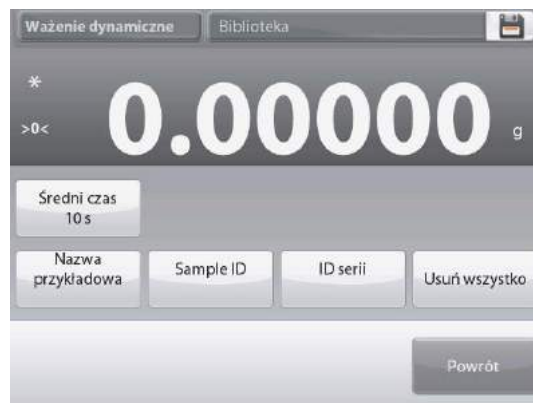 Ważenie dynamiczne
Biblioteka
*
>0<
0.00000 g
Średni czas
10 s
Nazwa
przykładowa
Sample ID
ID serii
Usuń wszystko
Powrót